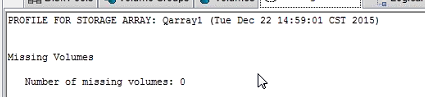 PROFILE FOR STORAGE ARRAY: Qarray1 (Tue Dec 22 14:59:01 CST 2015)
Missing Volumes
Number of missing volumes: 0